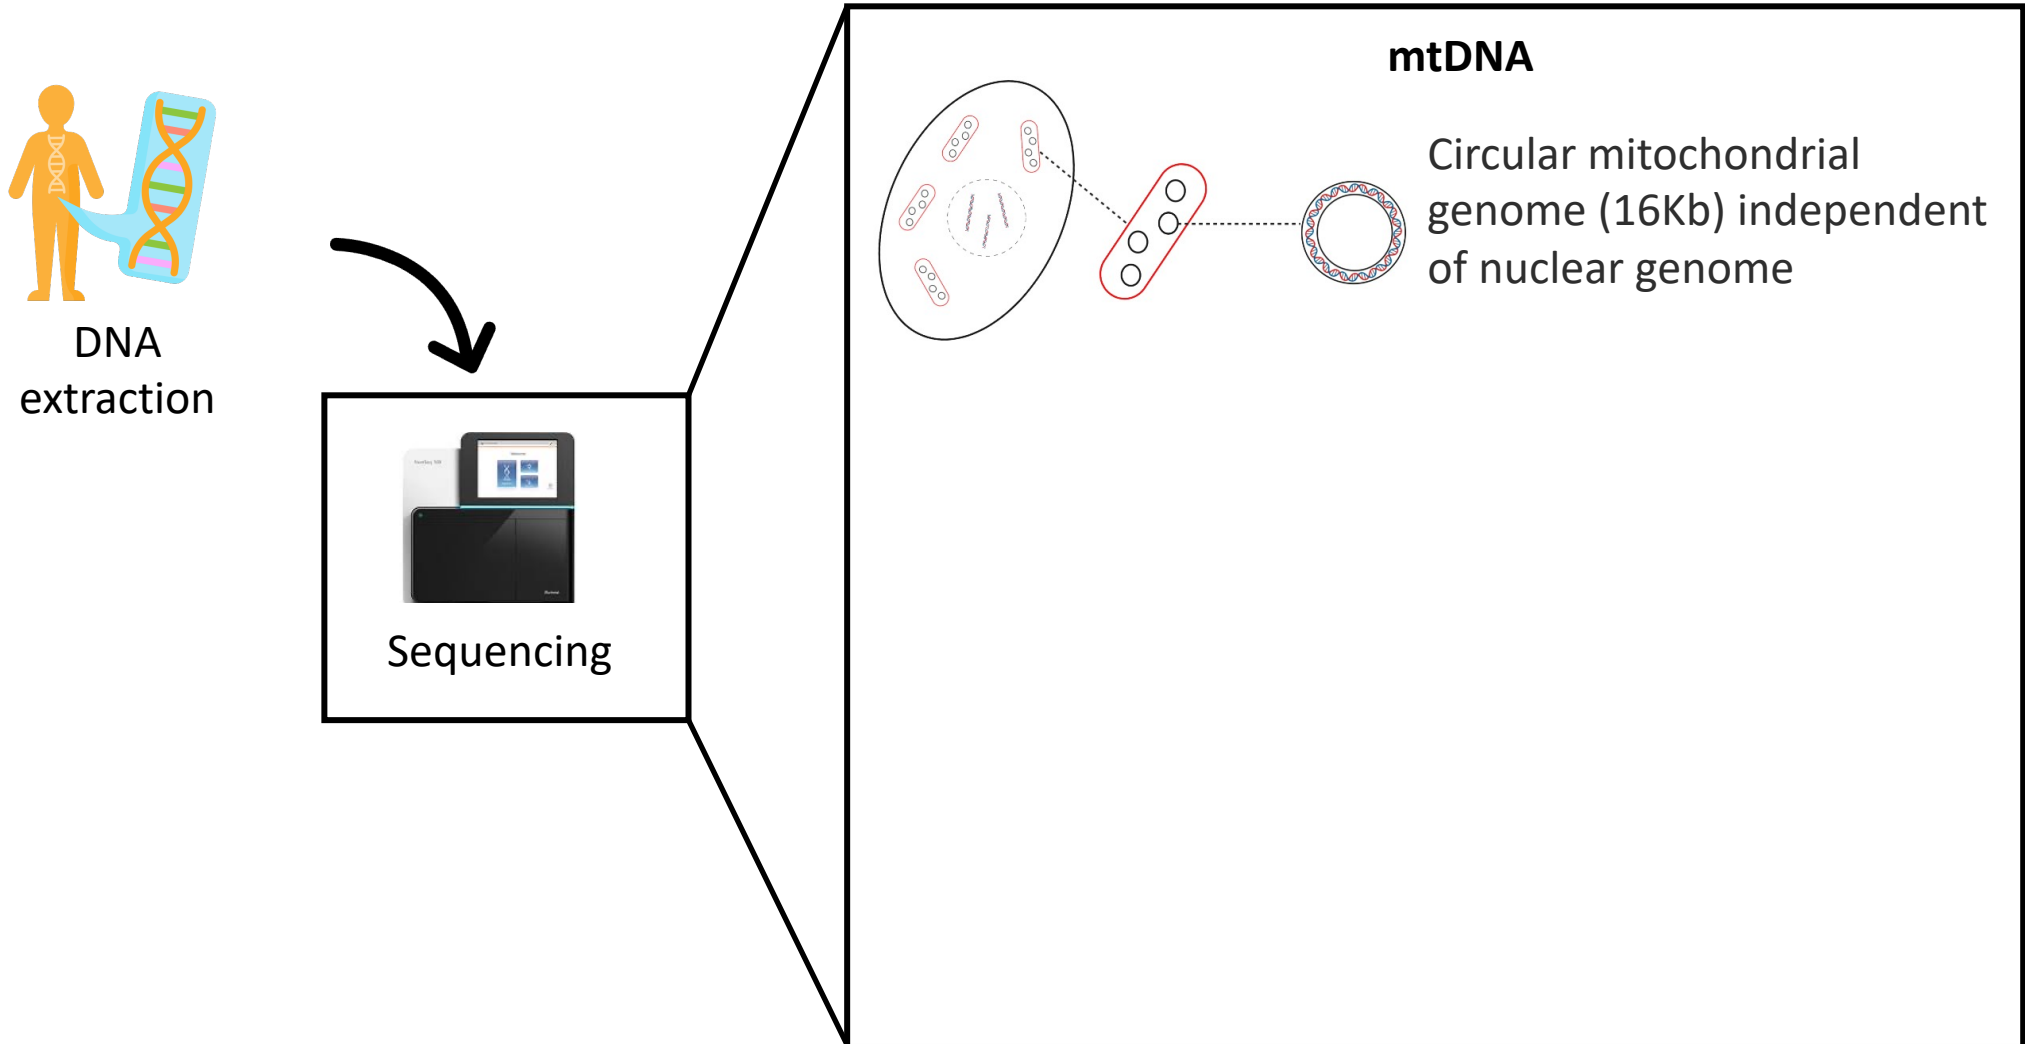 mtDNA
Circular mitochondrial
genome (16Kb) independent
of nuclear genome
DNA
extraction
Sequencing